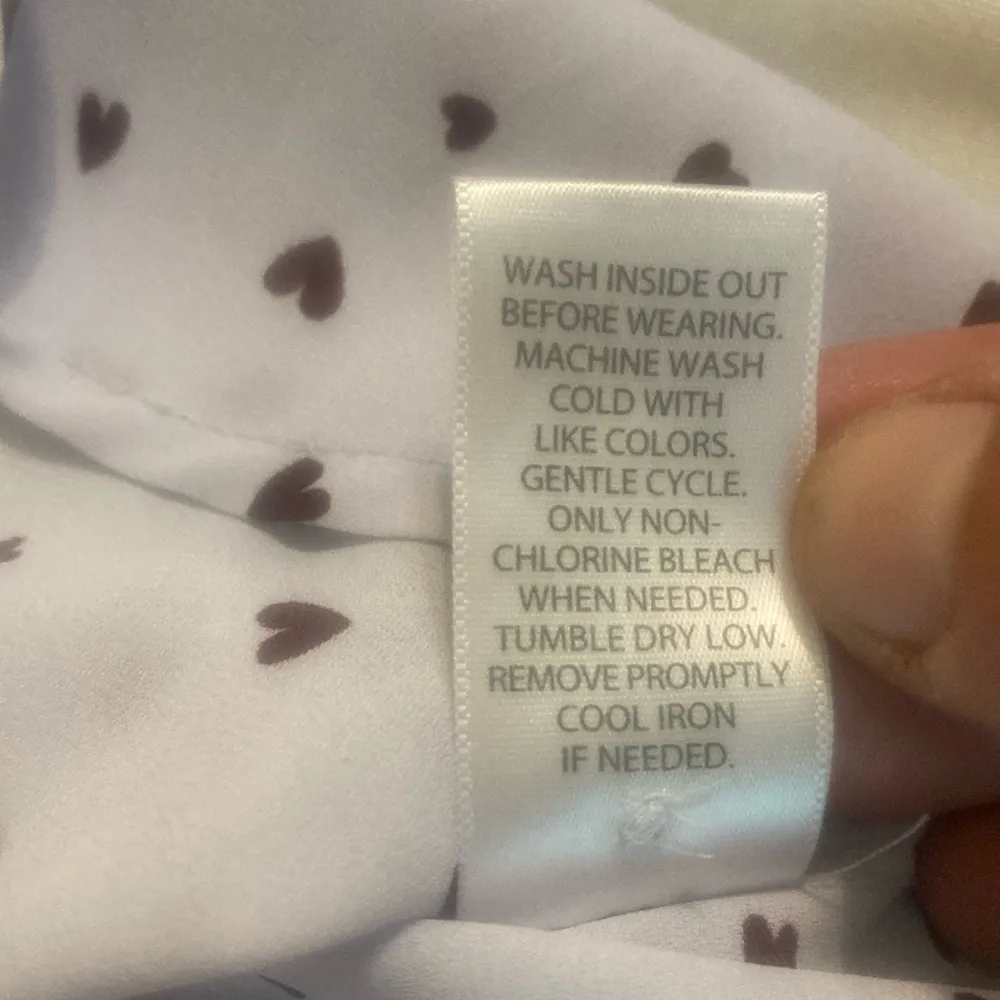 WASH INSIDE OUT
BEFORE WEARING.
MACHINE WASH
COLD WITH
LIKE COLORS.
GENTLE CYCLE.
ONLY NON-
CHLORINE BLEACH
WHEN NEEDED.
TUMBLE DRY LOW.
REMOVE PROMPTLY
COOL IRON
IF NEEDED.